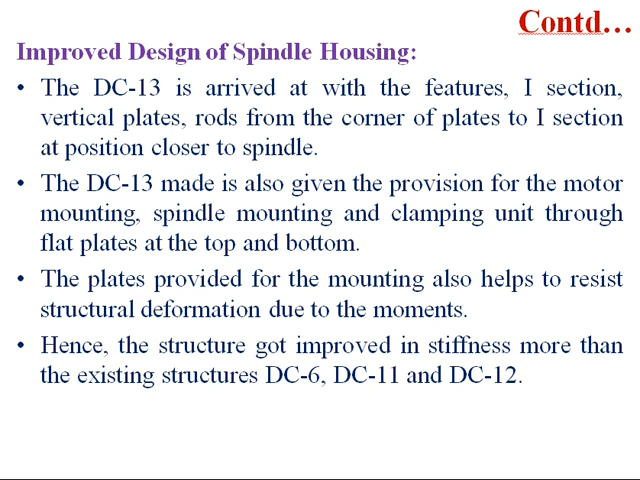 Contd…
Improved Design of Spindle Housing:
• The DC-13 is arrived at with the features, I section,
vertical plates, rods from the corner of plates to I section
at position closer to spindle.
• The DC-13 made is also given the provision for the motor
mounting, spindle mounting and clamping unit through
flat plates at the top and bottom.
• The plates provided for the mounting also helps to resist
structural deformation due to the moments.
• Hence, the structure got improved in stiffness more than
the existing structures DC-6, DC-11 and DC-12.